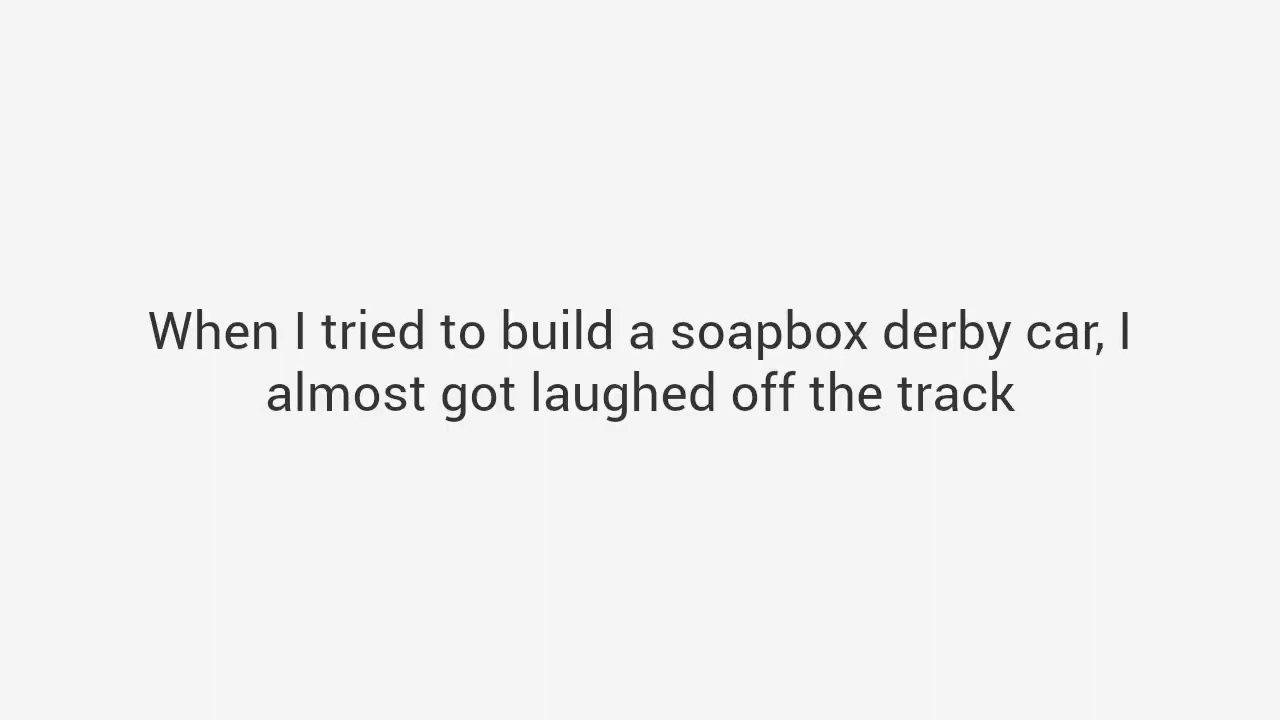 When I tried to build a soapbox derby car, I
almost got laughed off the track